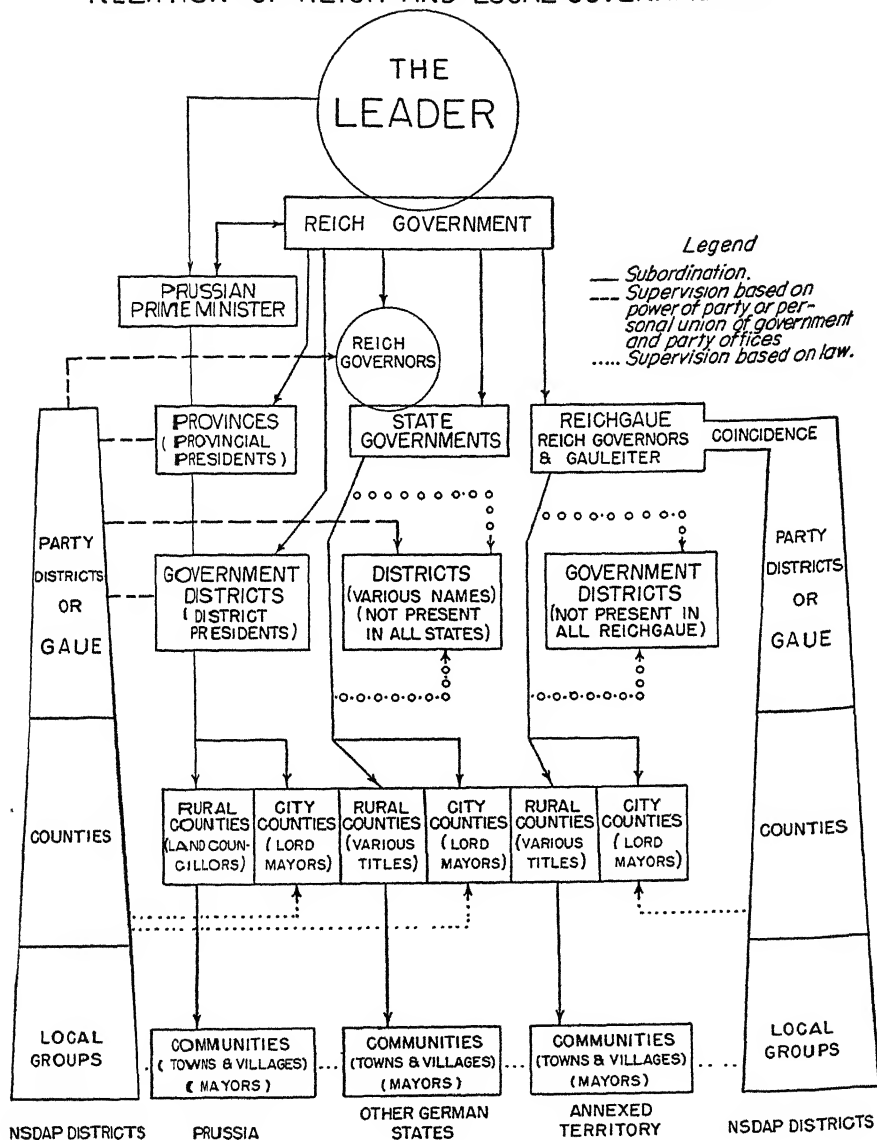 RELATION OF REICH AND LOCAL
THE
LEADER
REICH GOVERNMENT
Legend
Subordination.
Supervision based on
power of party or per-
sonal union of government
and party offices
Supervision based on law.
PRUSSIAN
PRIME MINISTER
REICH
GOVERNORS
PROVINCES
(PROVINCIAL
PRESIDENTS)
STATE
GOVERNMENTS
REICHGAUE
REICH GOVERNORS
& GAULEITER
COINCIDENCE
PARTY
DISTRICTS
OR
GAUE
GOVERNMENT
DISTRICTS
(DISTRICT
PRESIDENTS)
DISTRICTS
(VARIOUS NAMES)
(NOT PRESENT
IN ALL STATES)
GOVERNMENT
DISTRICTS
(NOT PRESENT IN
ALL REICHGAUE)
PARTY
DISTRICTS
OR
GAUE
COUNTIES
RURAL
COUNTIES
(LAND COUN-
CILLORS)
CITY
COUNTIES
(LORD
MAYORS)
RURAL
COUNTIES
(VARIOUS
TITLES)
CITY
COUNTIES
(LORD
MAYORS)
RURAL
COUNTIES
(VARIOUS
TITLES)
CITY
COUNTIES
(LORD
MAYORS)
COUNTIES
LOCAL
GROUPS
COMMUNITIES
(TOWNS & VILLAGES)
(MAYORS)
COMMUNITIES
(TOWNS & VILLAGES)
(MAYORS)
COMMUNITIES
(TOWNS & VILLAGES)
(MAYORS)
LOCAL
GROUPS
NSDAP DISTRICTS
PRUSSIA
OTHER GERMAN
STATES
ANNEXED
TERRITORY
NSDAP DISTRICTS